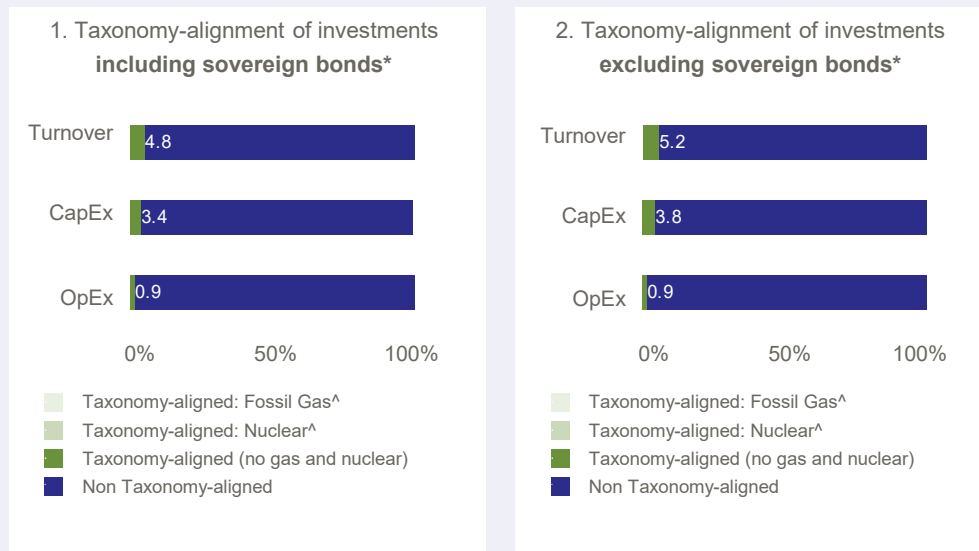 1. Taxonomy-alignment of investments
including sovereign bonds*
Turnover
4.8
CapEx
3.4
OpEx
0.9
0%
50%
100%
Taxonomy-aligned: Fossil Gas^
Taxonomy-aligned: Nuclear^
Taxonomy-aligned (no gas and nuclear)
Non Taxonomy-aligned
2. Taxonomy-alignment of investments
excluding sovereign bonds*
Turnover
5.2
CapEx
3.8
OpEx
0.9
0%
50%
100%
Taxonomy-aligned: Fossil Gas^
Taxonomy-aligned: Nuclear^
Taxonomy-aligned (no gas and nuclear)
Non Taxonomy-aligned